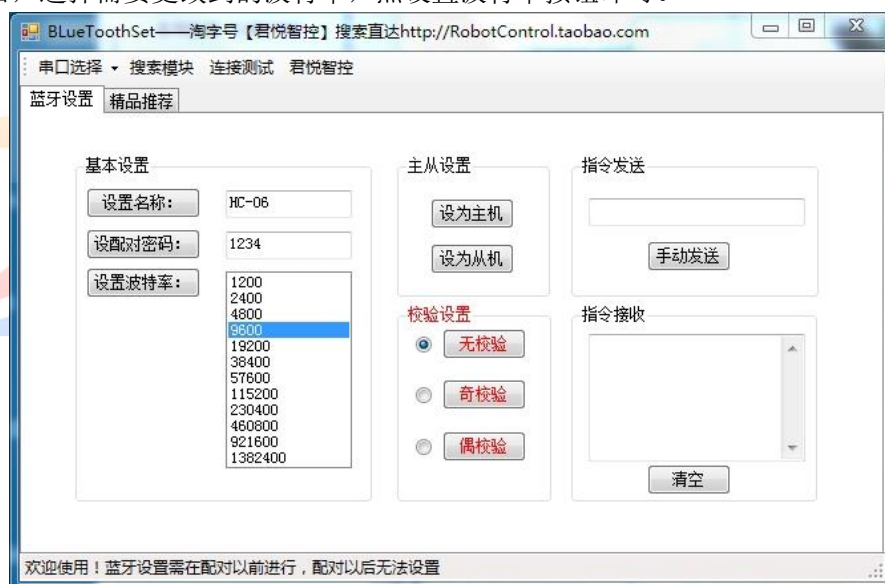 BLueToothSet——淘字号【君悦智控】搜索直达http://RobotControl.taobao.com
串口选择 搜素模块 连接测试 君悦智控
蓝牙设置 精品推荐
基本设置
设置名称: HC-06
设配对密码: 1234
设置波特率:
1200
2400
4800
9600
19200
38400
57600
115200
230400
460800
921600
1382400
主从设置
设为主机
设为从机
校验设置
无校验
奇校验
偶校验
指令发送
手动发送
指令接收
清空
欢迎使用！蓝牙设置需在配对以前进行，配对以后无法设置